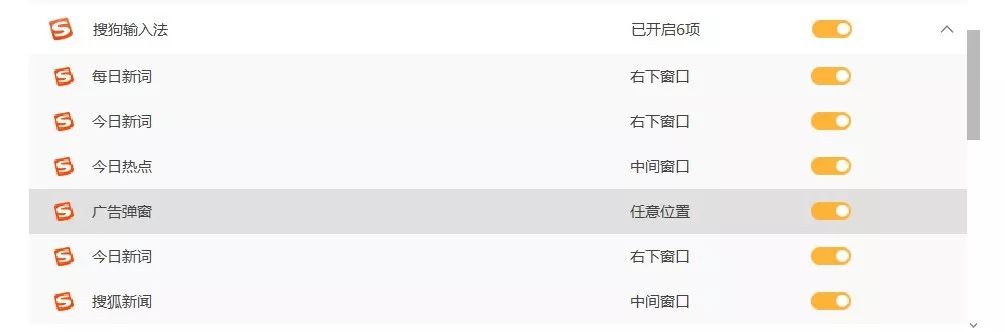 搜狗输入法 已开启6项
每日新词 右下窗口
今日新词 右下窗口
今日热点 中间窗口
广告弹窗 任意位置
今日新词 右下窗口
搜狐新闻 中间窗口